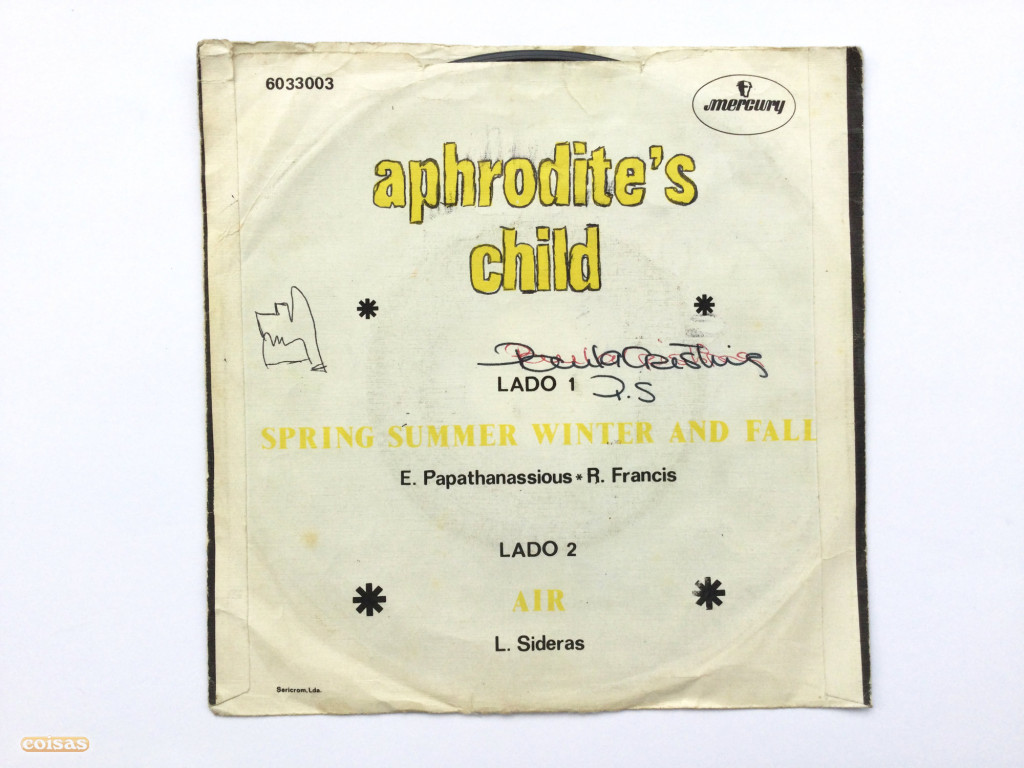 6033003
mercury
aphrodite's
child
LADO 1
P.S
SPRING SUMMER WINTER AND FALL
E. Papathanassious * R. Francis
LADO 2
AIR
L. Sideras
Saricrom, Lda.
coisas